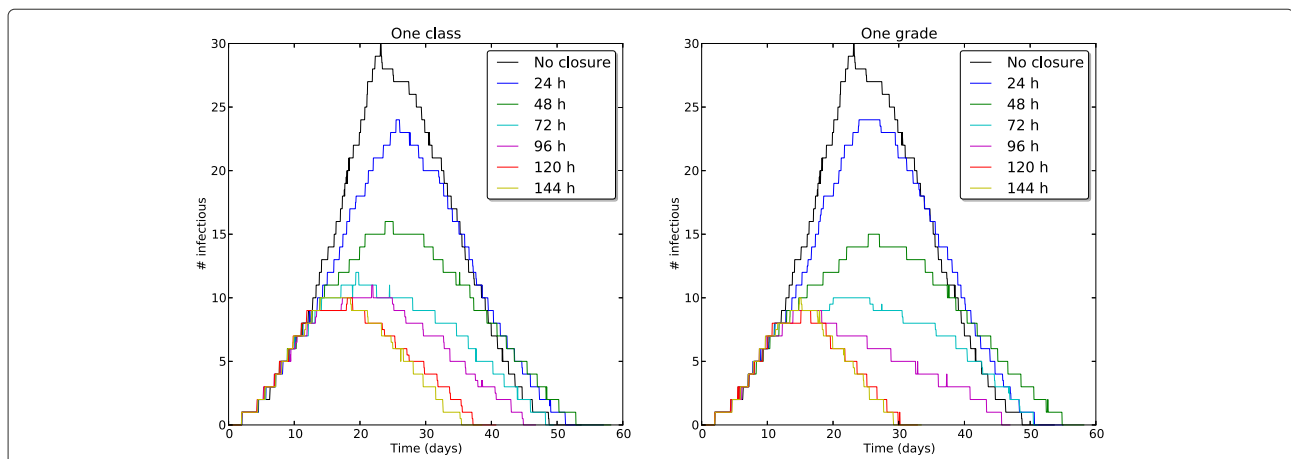 One class
30
25
20
15
10
5
0
# infectious
No closure
24 h
48 h
72 h
96 h
120 h
144 h
0 10 20 30 40 50 60
Time (days)
One grade
30
25
20
15
10
5
0
# infectious
No closure
24 h
48 h
72 h
96 h
120 h
144 h
0 10 20 30 40 50 60
Time (days)